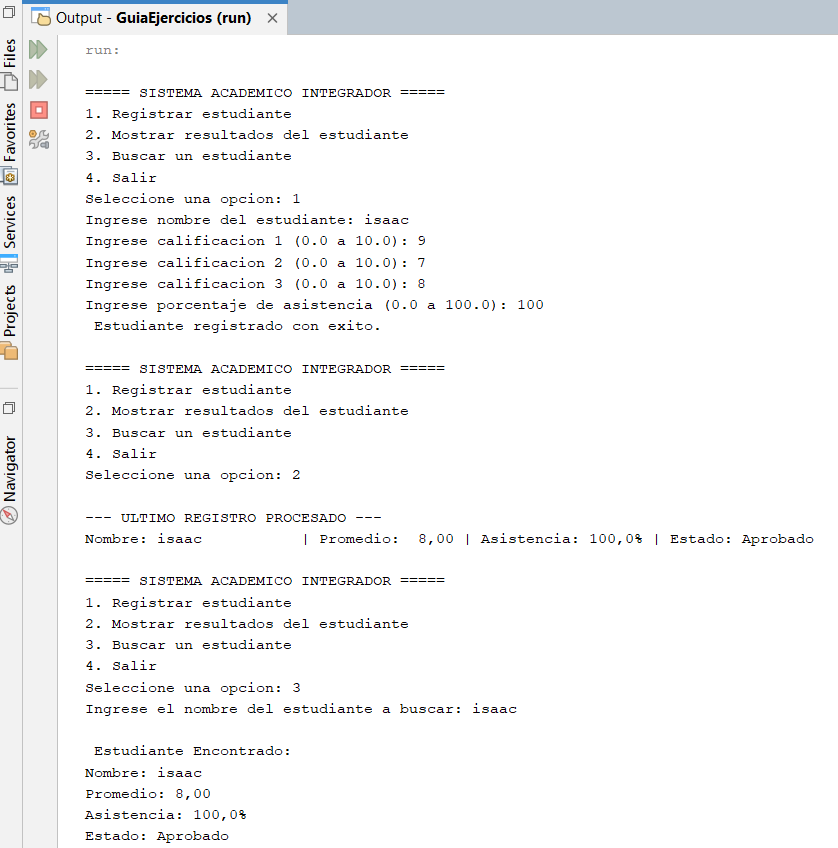 Output - GuiaEjercicios (run)
Files
Favorites
Services
Projects
Navigator
run:
===== SISTEMA ACADEMICO INTEGRADOR =====
1. Registrar estudiante
2. Mostrar resultados del estudiante
3. Buscar un estudiante
4. Salir
Seleccione una opcion: 1
Ingrese nombre del estudiante: isaac
Ingrese calificacion 1 (0.0 a 10.0): 9
Ingrese calificacion 2 (0.0 a 10.0): 7
Ingrese calificacion 3 (0.0 a 10.0): 8
Ingrese porcentaje de asistencia (0.0 a 100.0): 100
Estudiante registrado con exito.
===== SISTEMA ACADEMICO INTEGRADOR =====
1. Registrar estudiante
2. Mostrar resultados del estudiante
3. Buscar un estudiante
4. Salir
Seleccione una opcion: 2
--- ULTIMO REGISTRO PROCESADO ---
Nombre: isaac           | Promedio:  8,00 | Asistencia: 100,0% | Estado: Aprobado
===== SISTEMA ACADEMICO INTEGRADOR =====
1. Registrar estudiante
2. Mostrar resultados del estudiante
3. Buscar un estudiante
4. Salir
Seleccione una opcion: 3
Ingrese el nombre del estudiante a buscar: isaac
Estudiante Encontrado:
Nombre: isaac
Promedio: 8,00
Asistencia: 100,0%
Estado: Aprobado